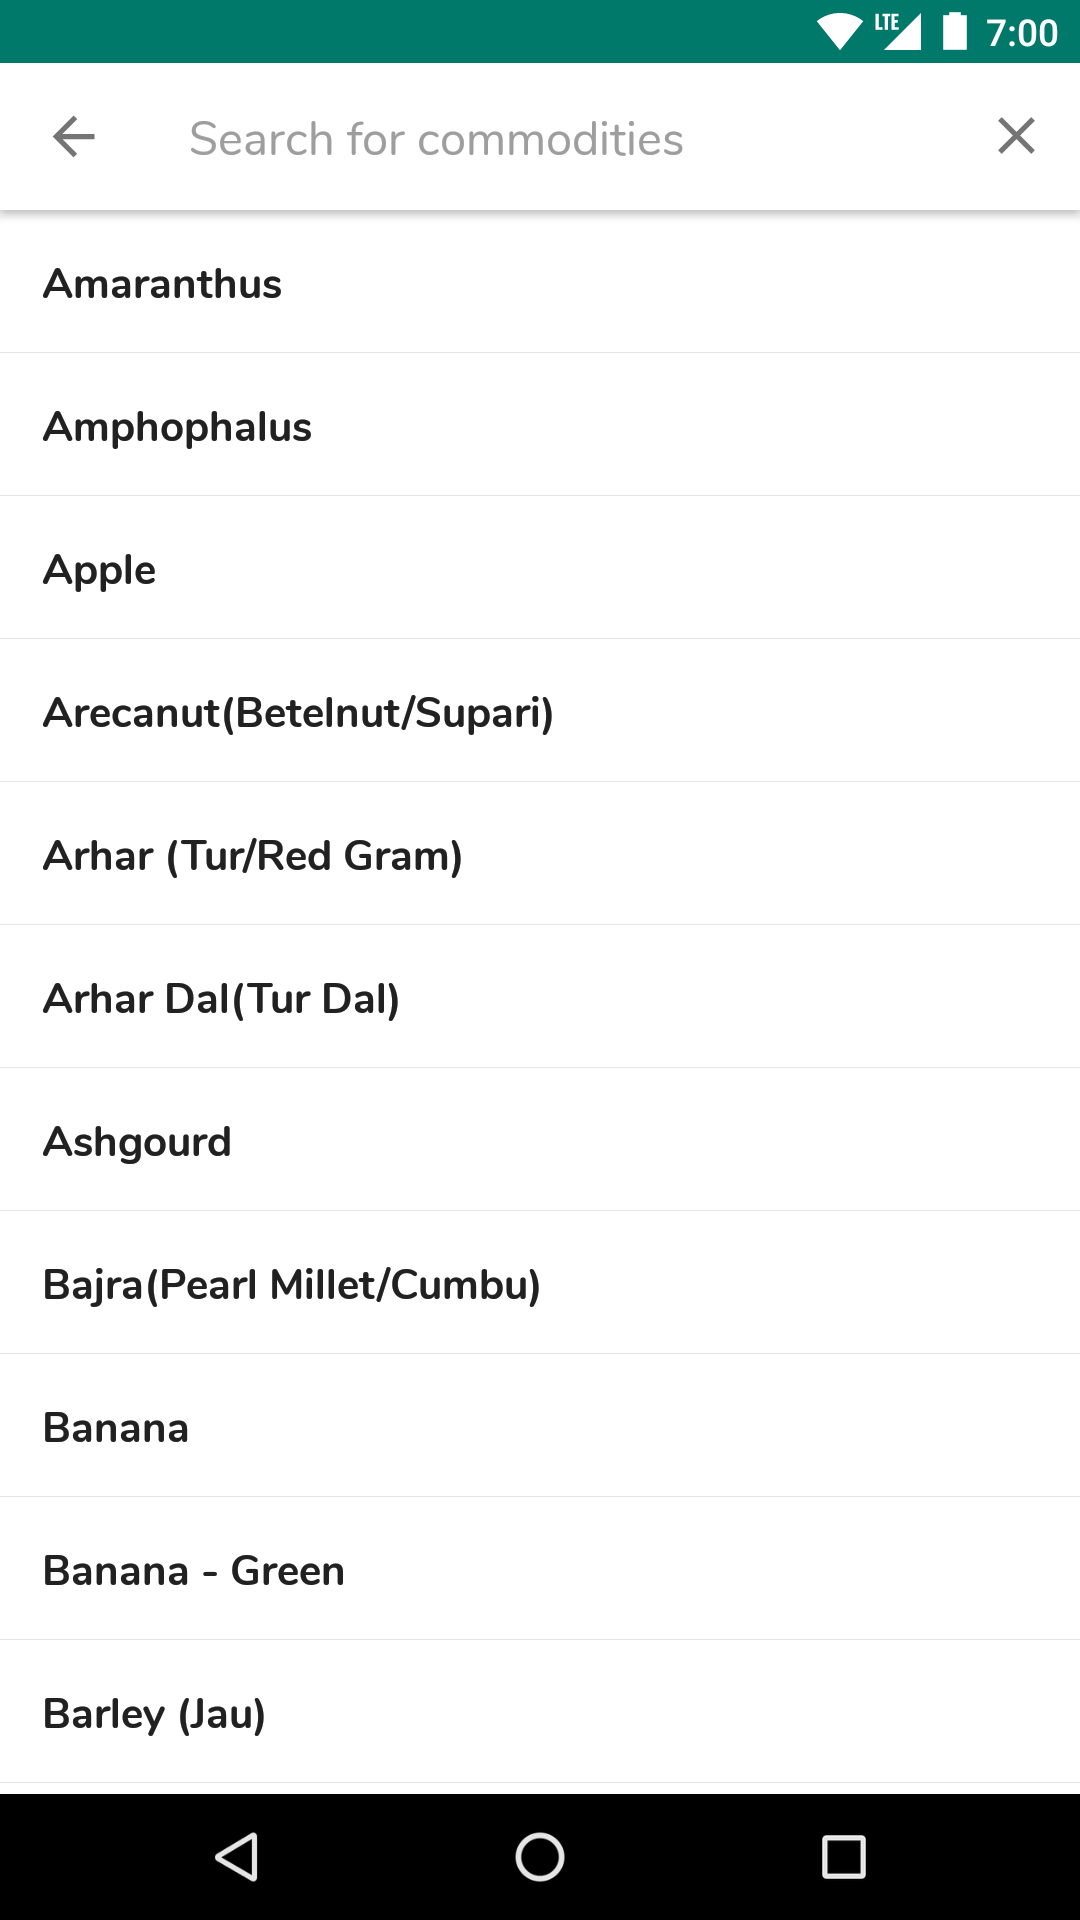 LTE 7:00
Search for commodities
Amaranthus
Amphophalus
Apple
Arecanut(Betelnut/Supari)
Arhar (Tur/Red Gram)
Arhar Dal(Tur Dal)
Ashgourd
Bajra(Pearl Millet/Cumbu)
Banana
Banana - Green
Barley (Jau)